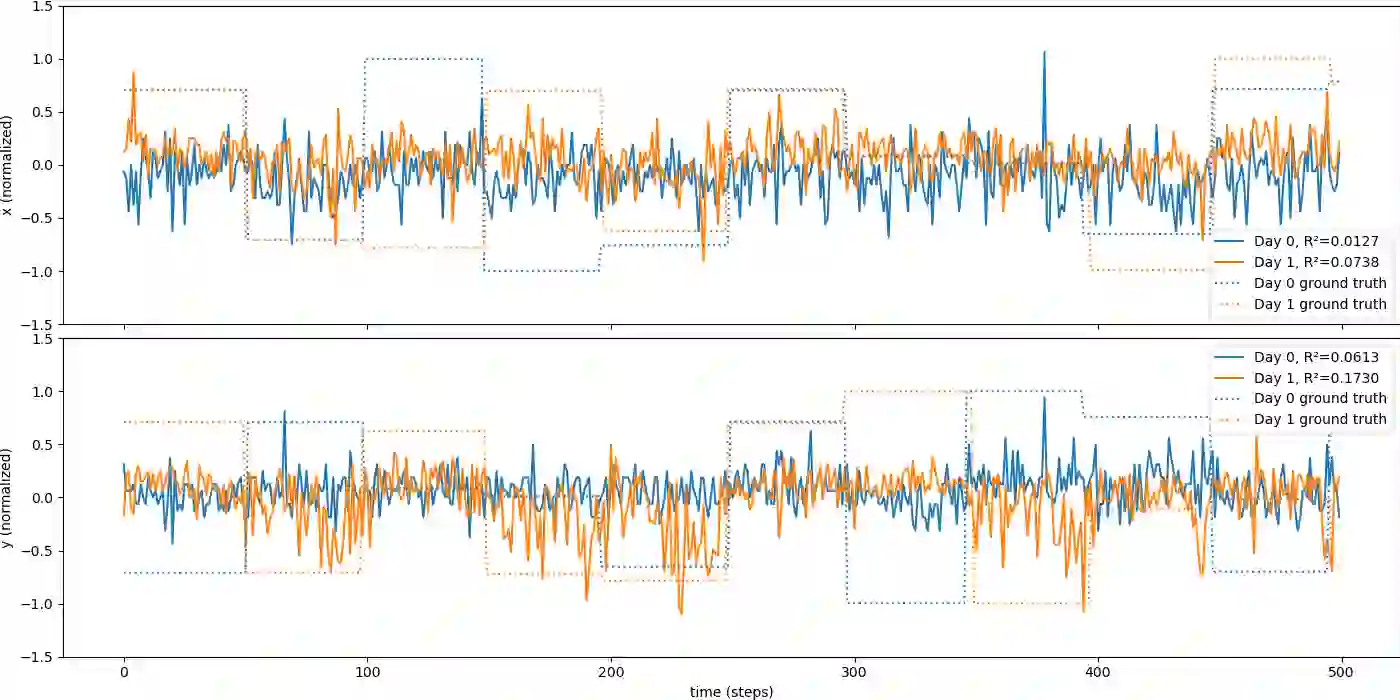 1.5
1.0
0.5
0.0
−0.5
−1.0
−1.5
x (normalized)
Day 0, R²=0.0127
Day 1, R²=0.0738
Day 0 ground truth
Day 1 ground truth
0
100
200
300
400
500
1.5
1.0
0.5
0.0
−0.5
−1.0
−1.5
y (normalized)
Day 0, R²=0.0613
Day 1, R²=0.1730
Day 0 ground truth
Day 1 ground truth
time (steps)